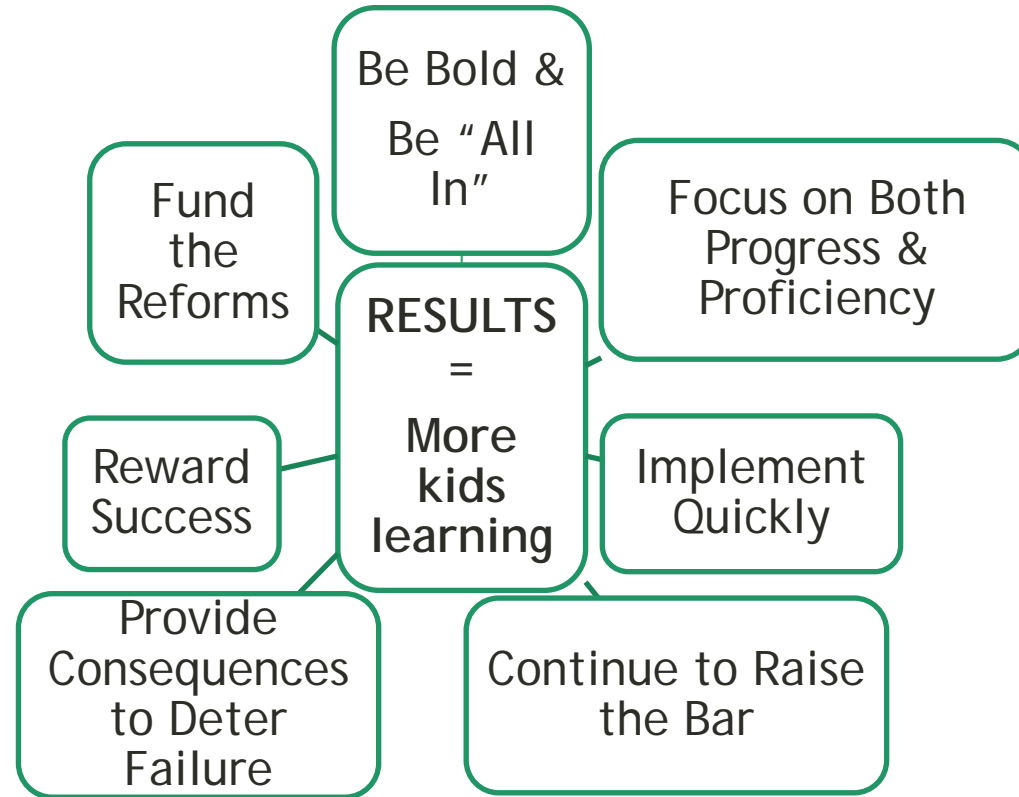 Be Bold &
Be “All
In”
Fund
the
Reforms
Focus on Both
Progress &
Proficiency
RESULTS
=
More
kids
learning
Reward
Success
Implement
Quickly
Provide
Consequences
to Deter
Failure
Continue to Raise
the Bar